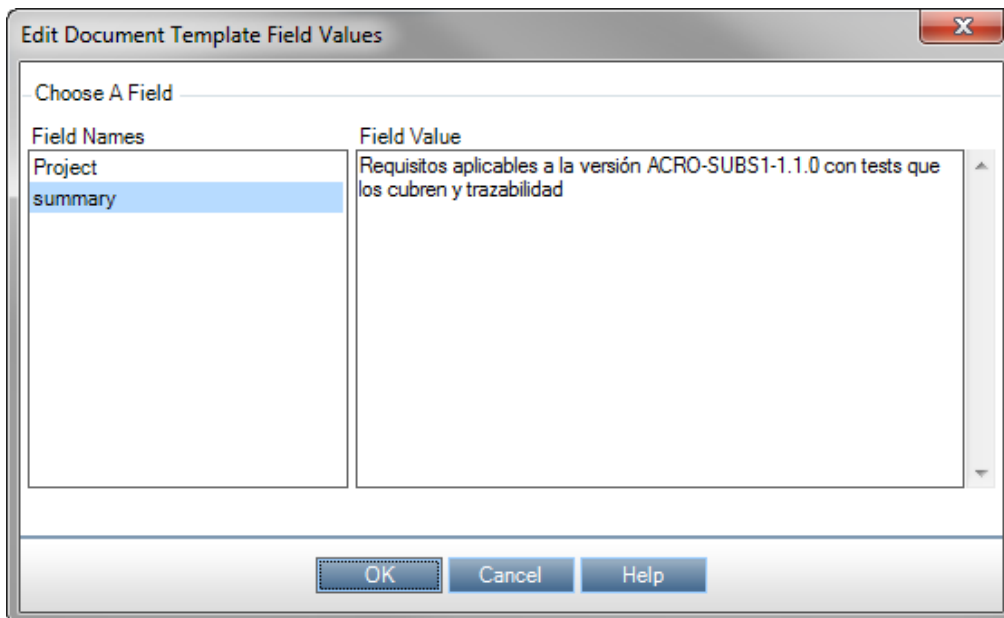 Edit Document Template Field Values
X
Choose A Field
Field Names
Field Value
Project
summary
Requisitos aplicables a la versión ACRO-SUBS1-1.1.0 con tests que
los cubren y trazabilidad
OK
Cancel
Help